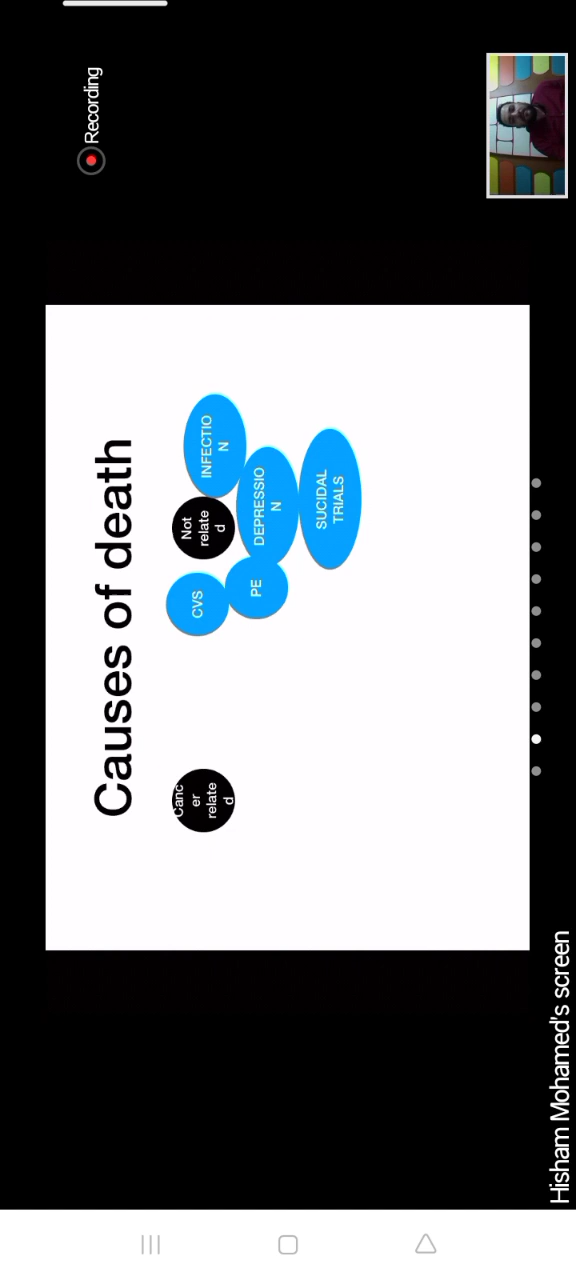 Recording
Causes of death
Canc
er
relate
d
CVS
Not
relate
d
INFECTIO
N
PE
DEPRESSIO
N
SUCIDAL
TRIALS
Hisham Mohamed's screen